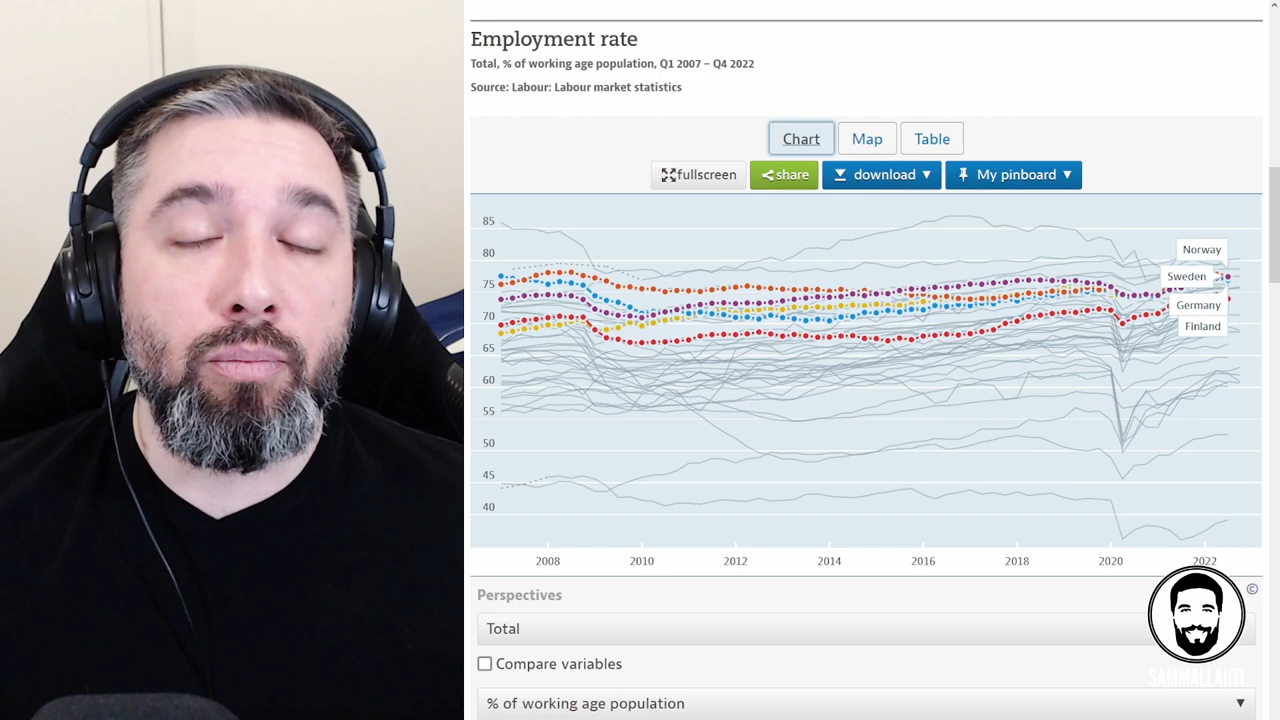 Employment rate
Total, % of working age population, Q1 2007 – Q4 2022
Source: Labour: Labour market statistics
Chart Map Table
fullscreen share download ▼ My pinboard ▼
85
80
75
70
65
60
55
50
45
40
Norway
Sweden
Germany
Finland
2008 2010 2012 2014 2016 2018 2020 2022
©
Perspectives
Total
Compare variables
% of working age population ▼
SAMMALLAHTI